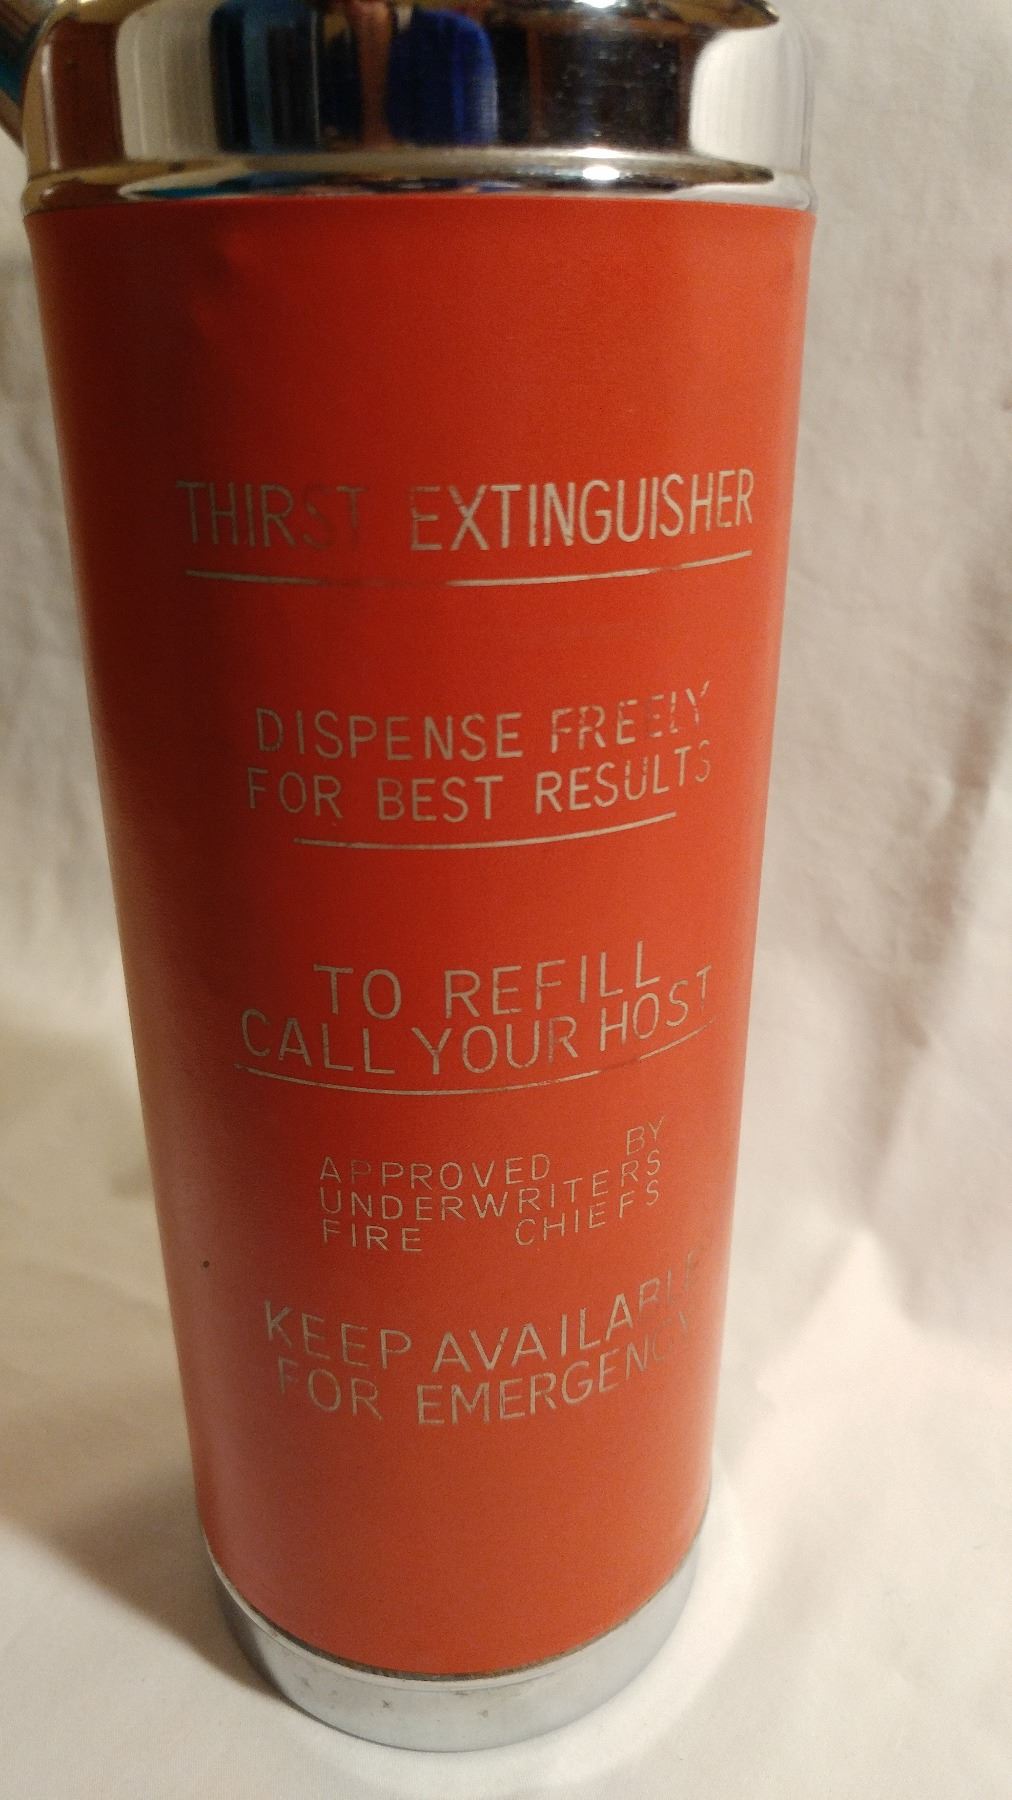 THIRST EXTINGUISHER
DISPENSE FREELY
FOR BEST RESULTS
TO REFILL
CALL YOUR HOST
APPROVED BY
UNDERWRITERS
FIRE CHIEFS
KEEP AVAILABLE
FOR EMERGENCY